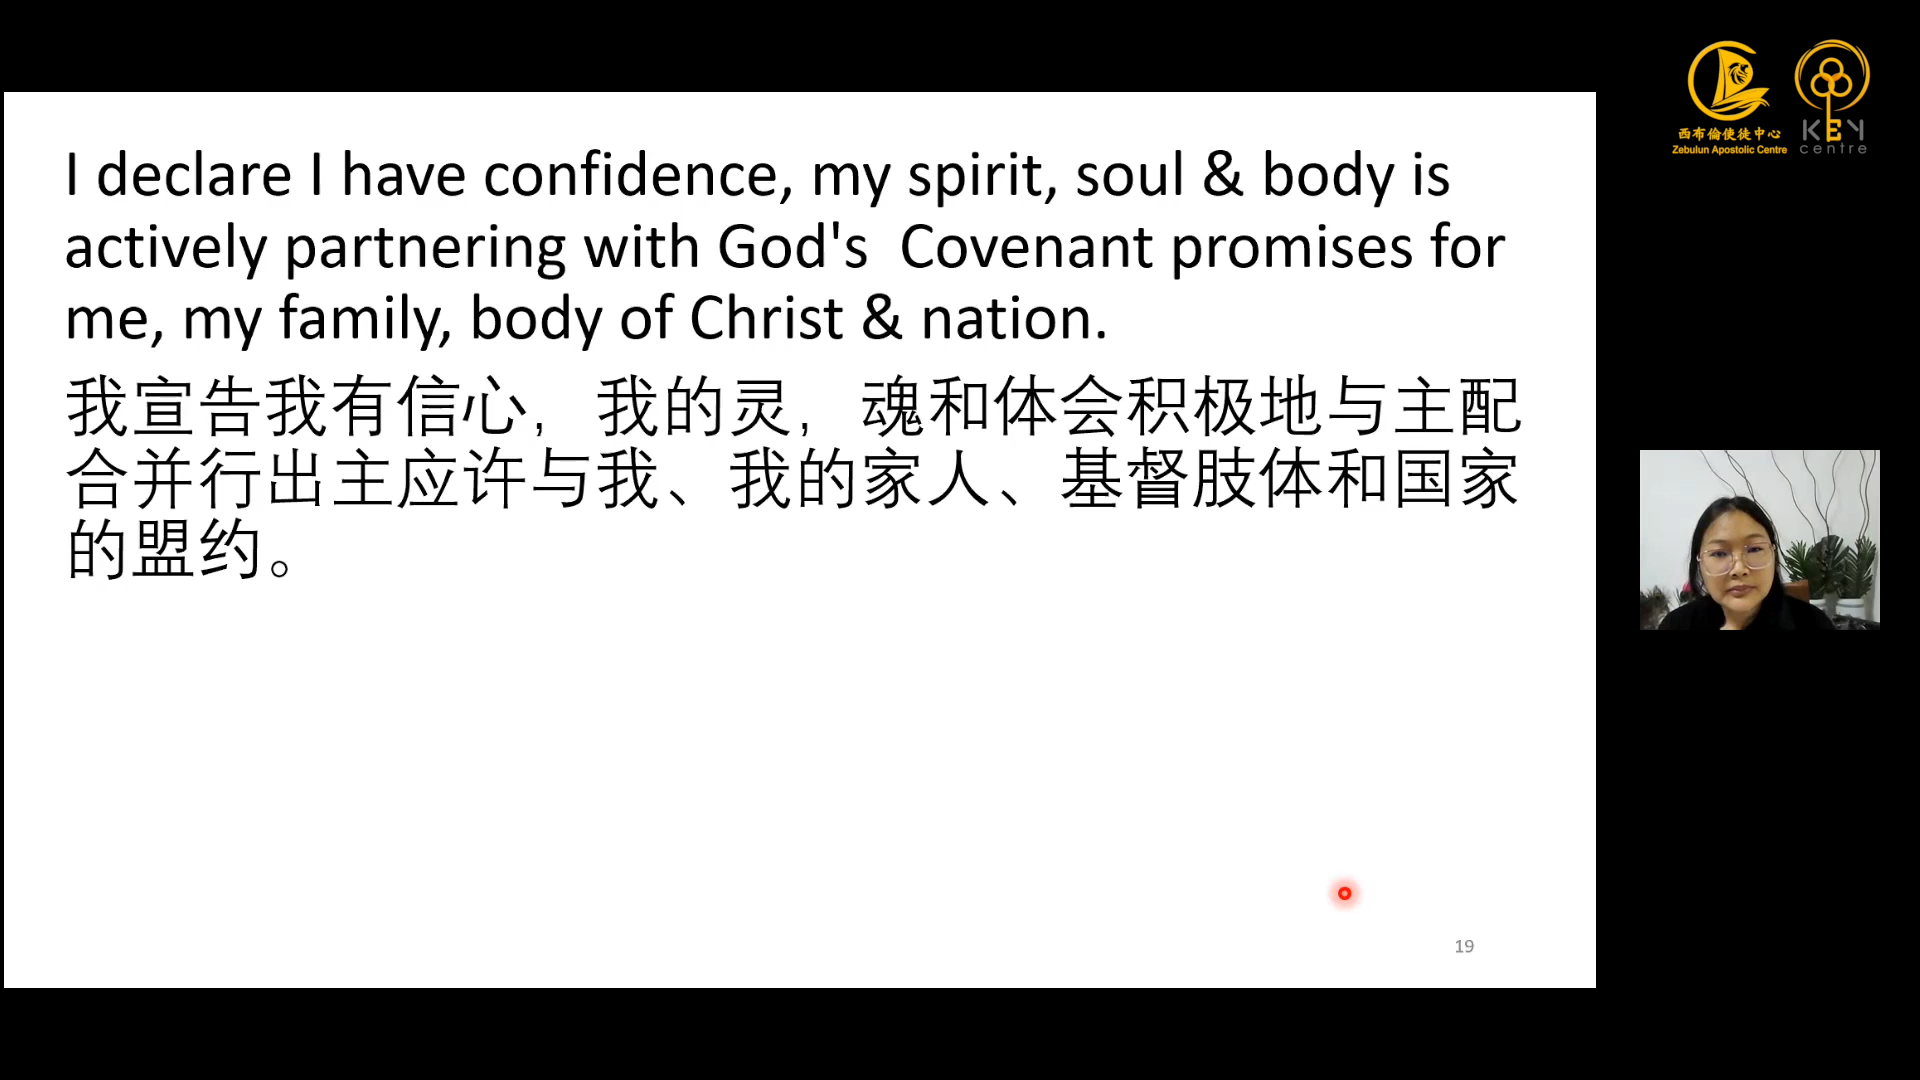 I declare I have confidence, my spirit, soul & body is
actively partnering with God's  Covenant promises for
me, my family, body of Christ & nation.
我宣告我有信心，我的灵，魂和体会积极地与主配
合并行出主应许与我、我的家人、基督肢体和国家
的盟约。
19
西布倫使徒中心
Zebulun Apostolic Centre
KEY
centre